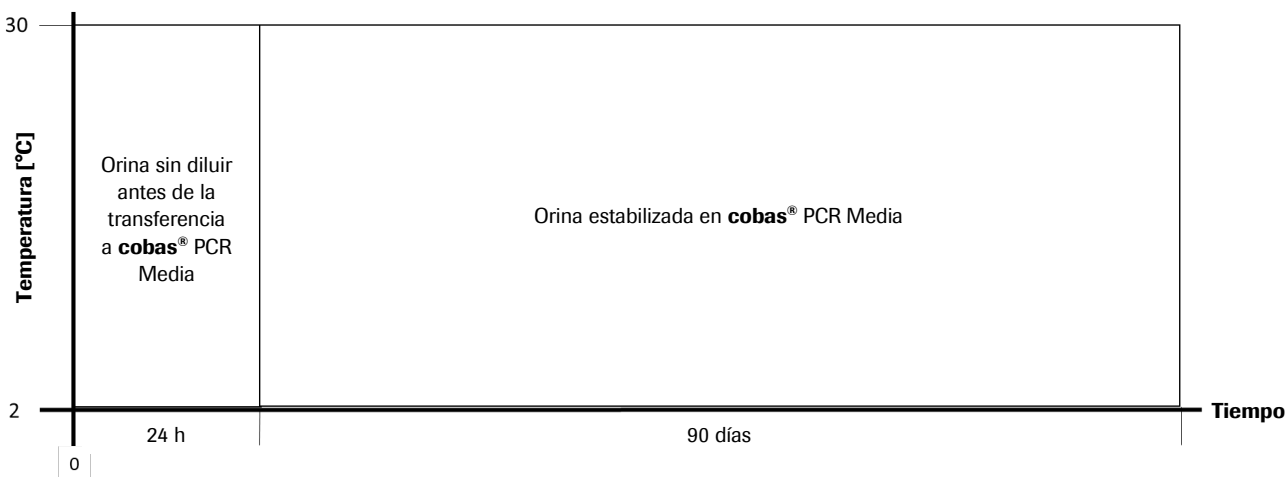 30
Temperatura [°C]
Orina sin diluir
antes de la
transferencia
a cobas® PCR
Media
Orina estabilizada en cobas® PCR Media
2
Tiempo
24 h
90 días
0